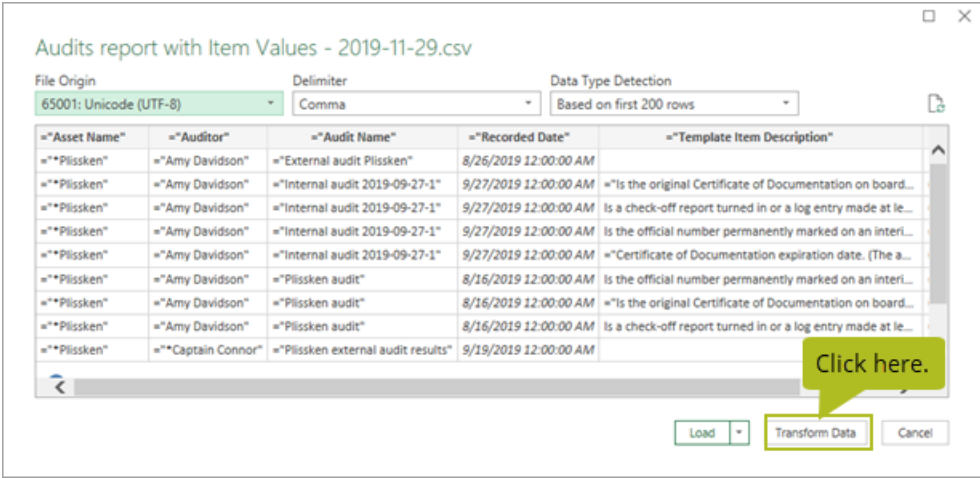 Audits report with Item Values - 2019-11-29.csv
File Origin Delimiter Data Type Detection
65001: Unicode (UTF-8) Comma Based on first 200 rows
="Asset Name" ="Auditor" ="Audit Name" ="Recorded Date" ="Template Item Description"
="*Plissken" ="Amy Davidson" ="External audit Plissken" 8/26/2019 12:00:00 AM
="*Plissken" ="Amy Davidson" ="Internal audit 2019-09-27-1" 9/27/2019 12:00:00 AM ="Is the original Certificate of Documentation on board...
="*Plissken" ="Amy Davidson" ="Internal audit 2019-09-27-1" 9/27/2019 12:00:00 AM Is a check-off report turned in or a log entry made at le...
="*Plissken" ="Amy Davidson" ="Internal audit 2019-09-27-1" 9/27/2019 12:00:00 AM Is the official number permanently marked on an interi...
="*Plissken" ="Amy Davidson" ="Internal audit 2019-09-27-1" 9/27/2019 12:00:00 AM ="Certificate of Documentation expiration date. (The a...
="*Plissken" ="Amy Davidson" ="Plissken audit" 8/16/2019 12:00:00 AM Is the official number permanently marked on an interi...
="*Plissken" ="Amy Davidson" ="Plissken audit" 8/16/2019 12:00:00 AM ="Is the original Certificate of Documentation on board...
="*Plissken" ="Amy Davidson" ="Plissken audit" 8/16/2019 12:00:00 AM Is a check-off report turned in or a log entry made at le...
="*Plissken" ="*Captain Connor" ="Plissken external audit results" 9/19/2019 12:00:00 AM
Click here.
Load Transform Data Cancel